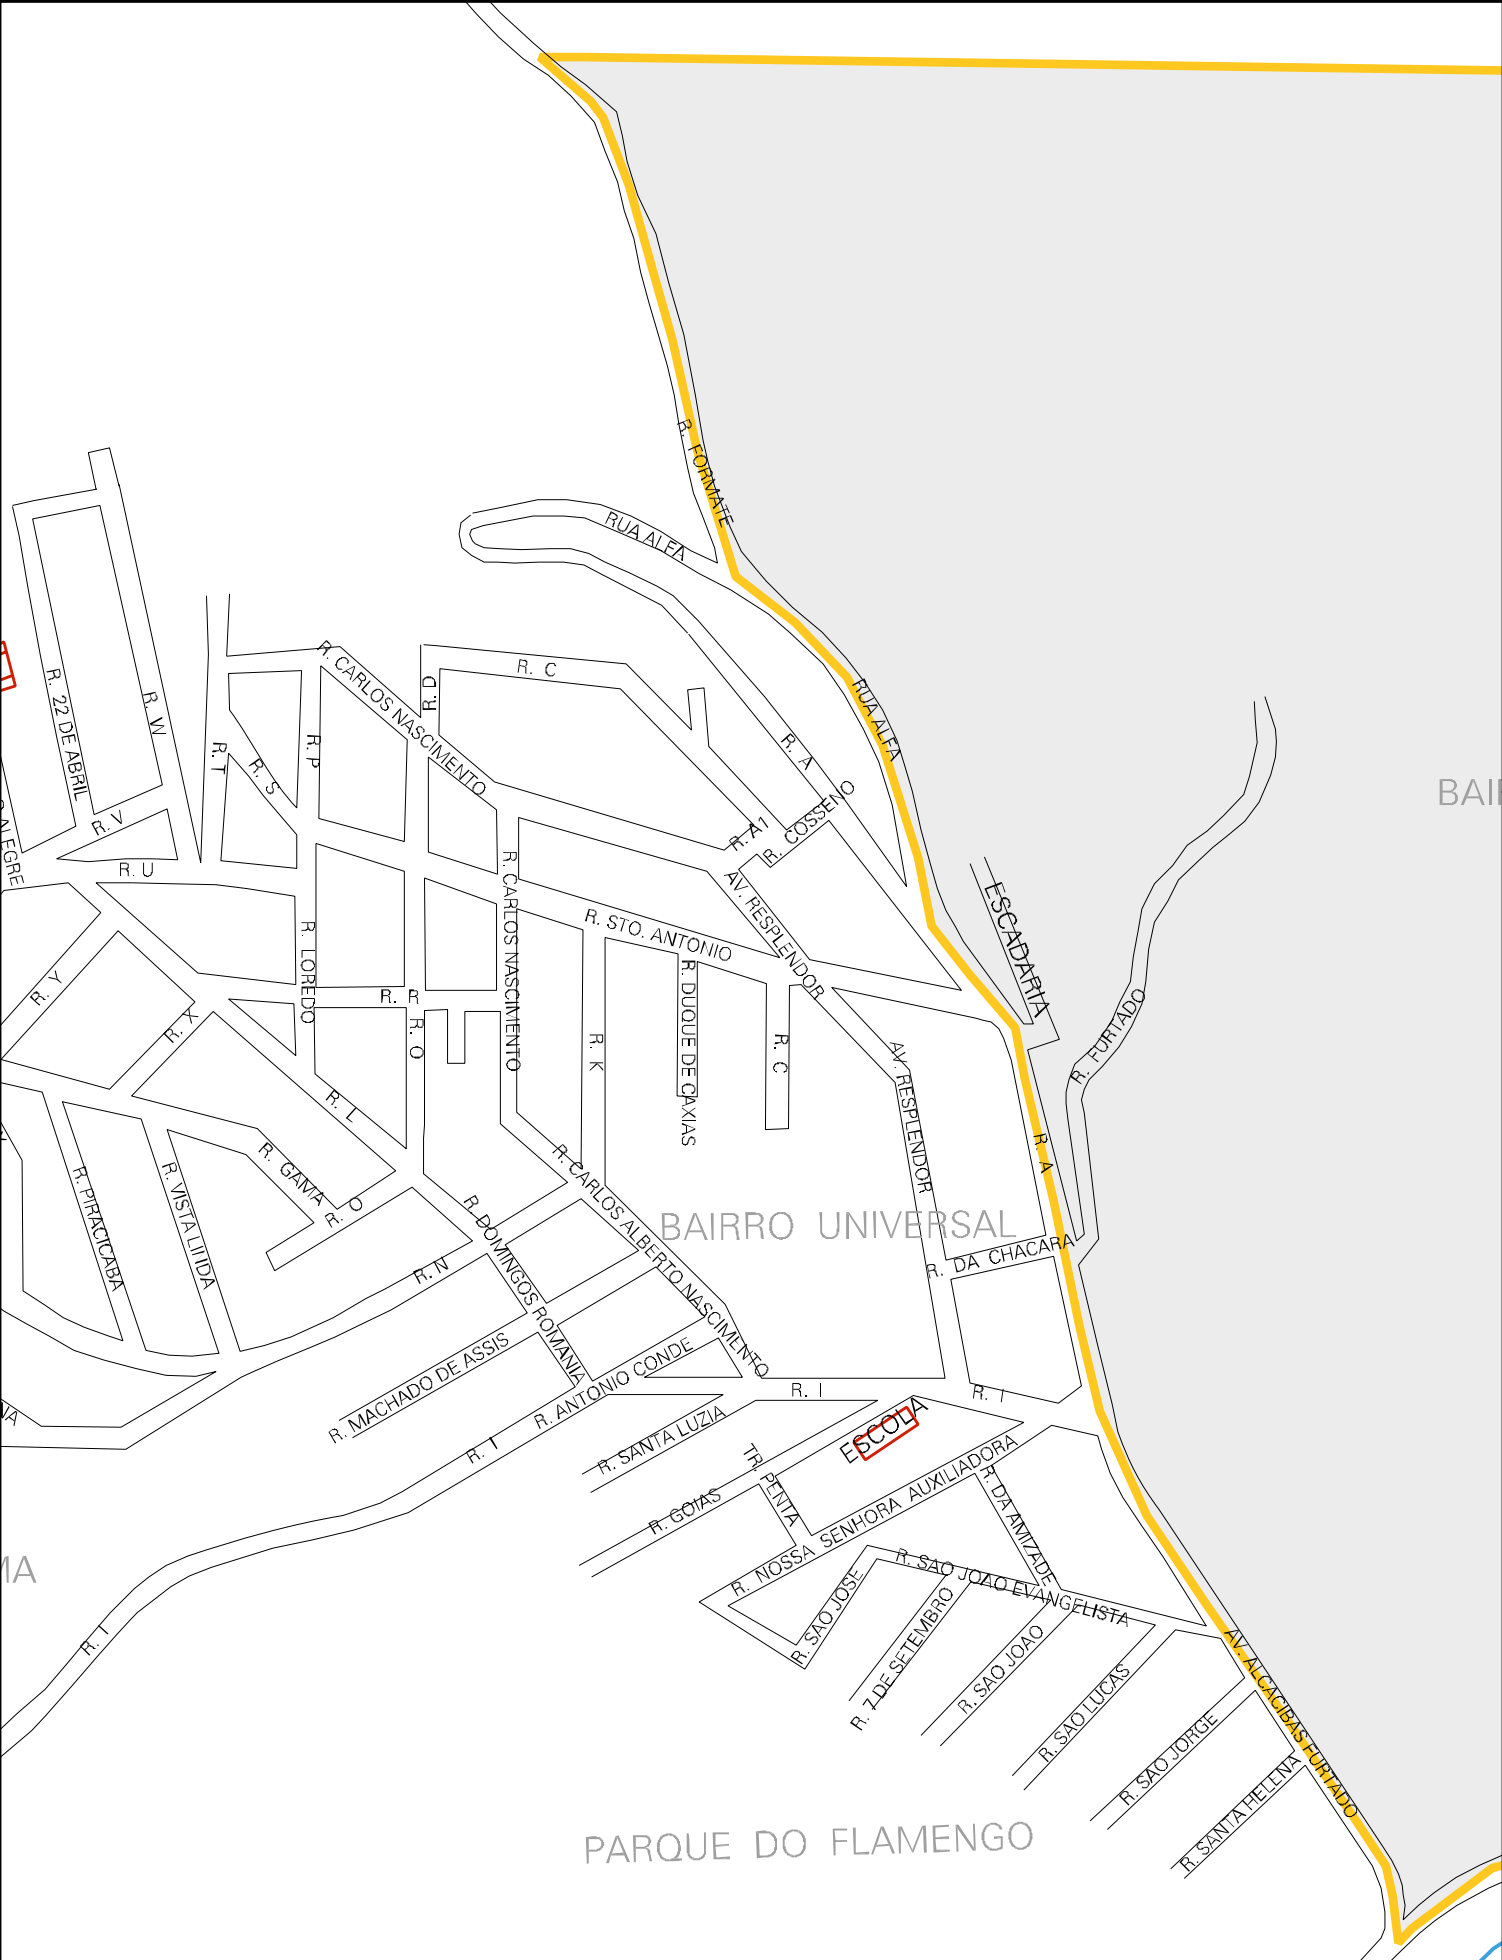 R. FORMATE
RUA ALFA
R. CARLOS NASCIMENTO
R. C
R. D
R. 22 DE ABRIL
R. W
R. T
R. S
R. P
R. A
RUA ALFA
BAI
R. V
R. A1
R. COSSENO
ALEGRE
R. U
R. CARLOS NASCIMENTO
AV. RESPLENDOR
R. STO. ANTONIO
ESCADARIA
R. LOREDO
R. Y
R. R
R. X
R. O
R. K
R. DUQUE DE CAXIAS
R. C
R. FURTADO
AV. RESPLENDOR
R. L
R. A
R. GAMA
R. PIRACICABA
R. VISTA LINDA
R. O
R. CARLOS ALBERTO NASCIMENTO
BAIRRO UNIVERSAL
R. DOMINGOS ROMANIA
R. N
R. DA CHACARA
R. MACHADO DE ASSIS
R. ANTONIO CONDE
R. I
R. I
NA
R. I
R. SANTA LUZIA
ESCOLA
TR. PENTA
R. GOIAS
R. NOSSA SENHORA AUXILIADORA
R. DA AMIZADE
MA
R. SAO JOAO EVANGELISTA
R. SAO JOSE
R. 7 DE SETEMBRO
R. I
R. SAO JOAO
R. SAO LUCAS
AV. ALCACIBAS FURTADO
R. SAO JORGE
R. SANTA HELENA
PARQUE DO FLAMENGO